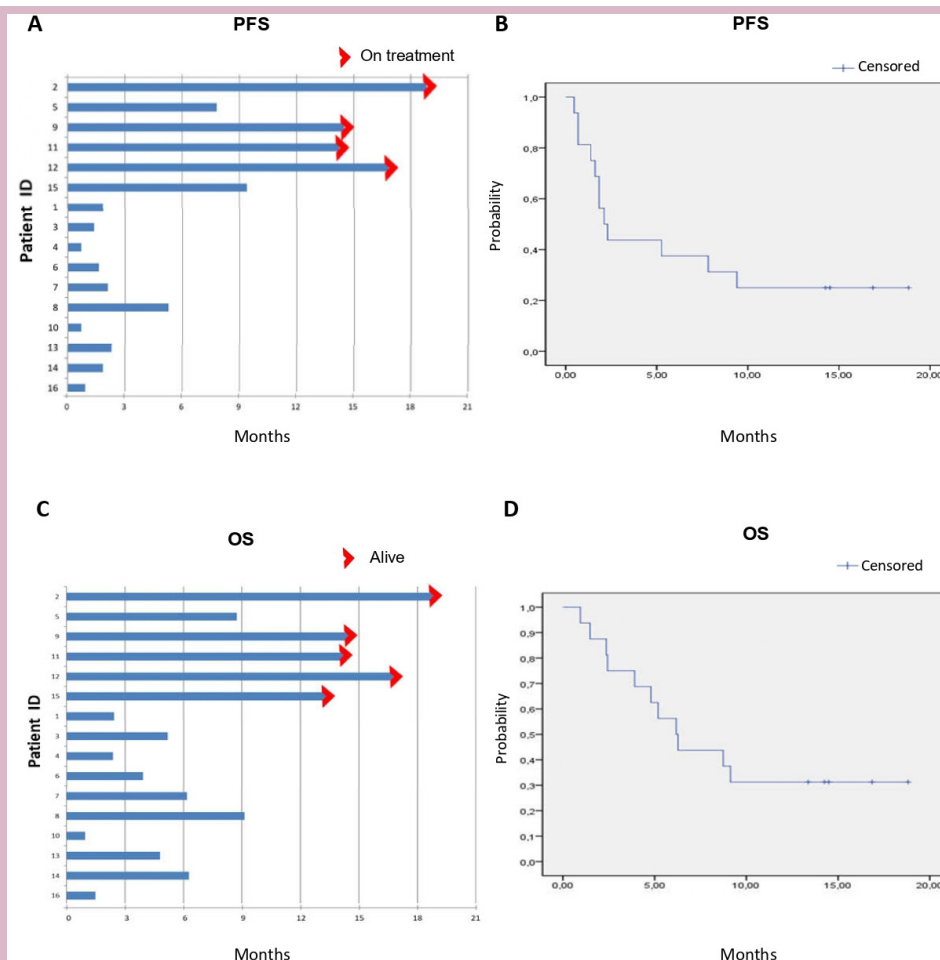 A
PFS
On treatment
Patient ID
2
5
9
11
12
15
1
3
4
6
7
8
10
13
14
16
0 3 6 9 12 15 18 21
Months
B
PFS
Censored
Probability
1,0
0,8
0,6
0,4
0,2
0,0
0,00 5,00 10,00 15,00 20,00
Months
C
OS
Alive
Patient ID
2
5
9
11
12
15
1
3
4
6
7
8
10
13
14
16
0 3 6 9 12 15 18 21
Months
D
OS
Censored
Probability
1,0
0,9
0,8
0,7
0,6
0,5
0,4
0,3
0,2
0,1
0,0
0,00 5,00 10,00 15,00 20,00
Months